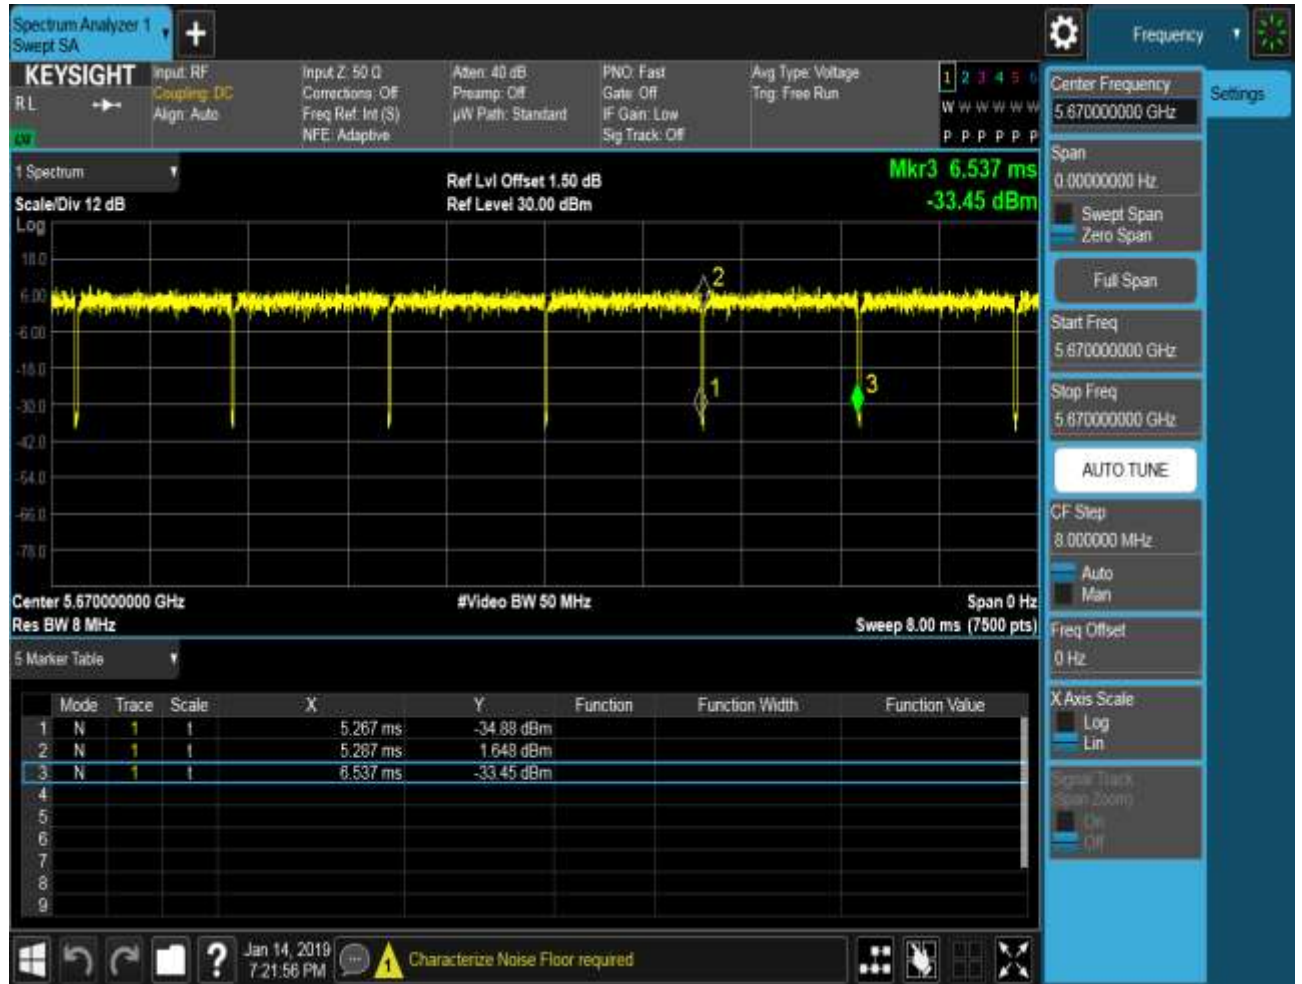 Spectrum Analyzer 1
Swept SA
Frequency
KEYSIGHT
R L
Input: RF
Coupling: DC
Align: Auto
Input Z: 50 Ω
Corrections: Off
Freq Ref: Int (S)
NFE: Adaptive
Atten: 40 dB
Preamp: Off
µW Path: Standard
PNO: Fast
Gate: Off
IF Gain: Low
Sig Track: Off
Avg Type: Voltage
Trig: Free Run
1 2 3 4 5 6
W W W W W W
P P P P P P
1 Spectrum
Scale/Div 12 dB
Ref Lvl Offset 1.50 dB
Ref Level 30.00 dBm
Mkr3 6.537 ms
-33.45 dBm
Log
18.0
6.00
-6.00
-18.0
-30.0
-42.0
-54.0
-66.0
-78.0
2
1
3
Center 5.670000000 GHz
Res BW 8 MHz
#Video BW 50 MHz
Span 0 Hz
Sweep 8.00 ms (7500 pts)
5 Marker Table
Mode Trace Scale X Y Function Function Width Function Value
1 N 1 t 5.267 ms -34.88 dBm
2 N 1 t 5.287 ms 1.648 dBm
3 N 1 t 6.537 ms -33.45 dBm
4
5
6
7
8
9
Jan 14, 2019
7:21:56 PM
1
Characterize Noise Floor required
Center Frequency
5.670000000 GHz
Settings
Span
0.00000000 Hz
Swept Span
Zero Span
Full Span
Start Freq
5.670000000 GHz
Stop Freq
5.670000000 GHz
AUTO TUNE
CF Step
8.000000 MHz
Auto
Man
Freq Offset
0 Hz
X Axis Scale
Log
Lin
Signal Track
(Span Zoom)
On
Off